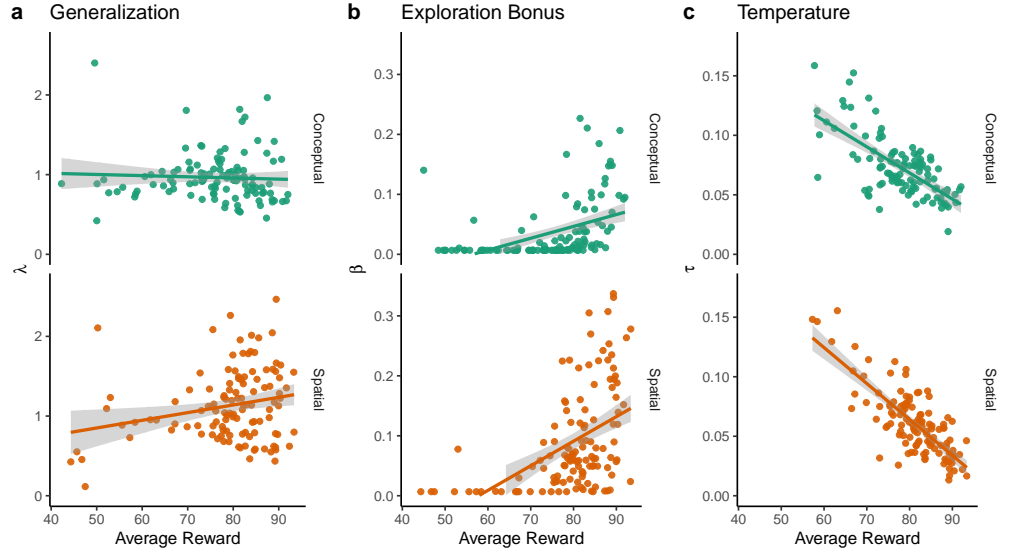 a Generalization
b Exploration Bonus
c Temperature
2
1
0
Conceptual
0.3
0.2
0.1
0.0
Conceptual
0.15
0.10
0.05
0.00
Conceptual
λ
β
τ
2
1
0
Spatial
0.3
0.2
0.1
0.0
Spatial
0.15
0.10
0.05
0.00
Spatial
40 50 60 70 80 90
40 50 60 70 80 90
40 50 60 70 80 90
Average Reward
Average Reward
Average Reward